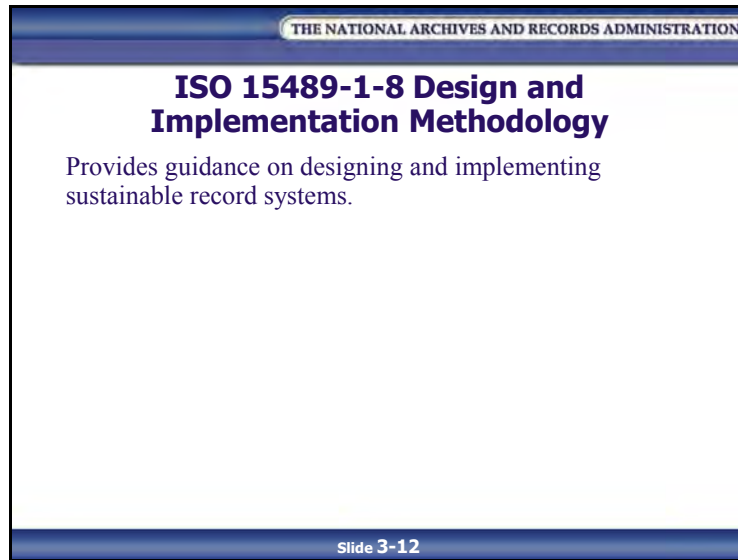 THE NATIONAL ARCHIVES AND RECORDS ADMINISTRATION
ISO 15489-1-8 Design and
Implementation Methodology
Provides guidance on designing and implementing
sustainable record systems.
Slide 3-12